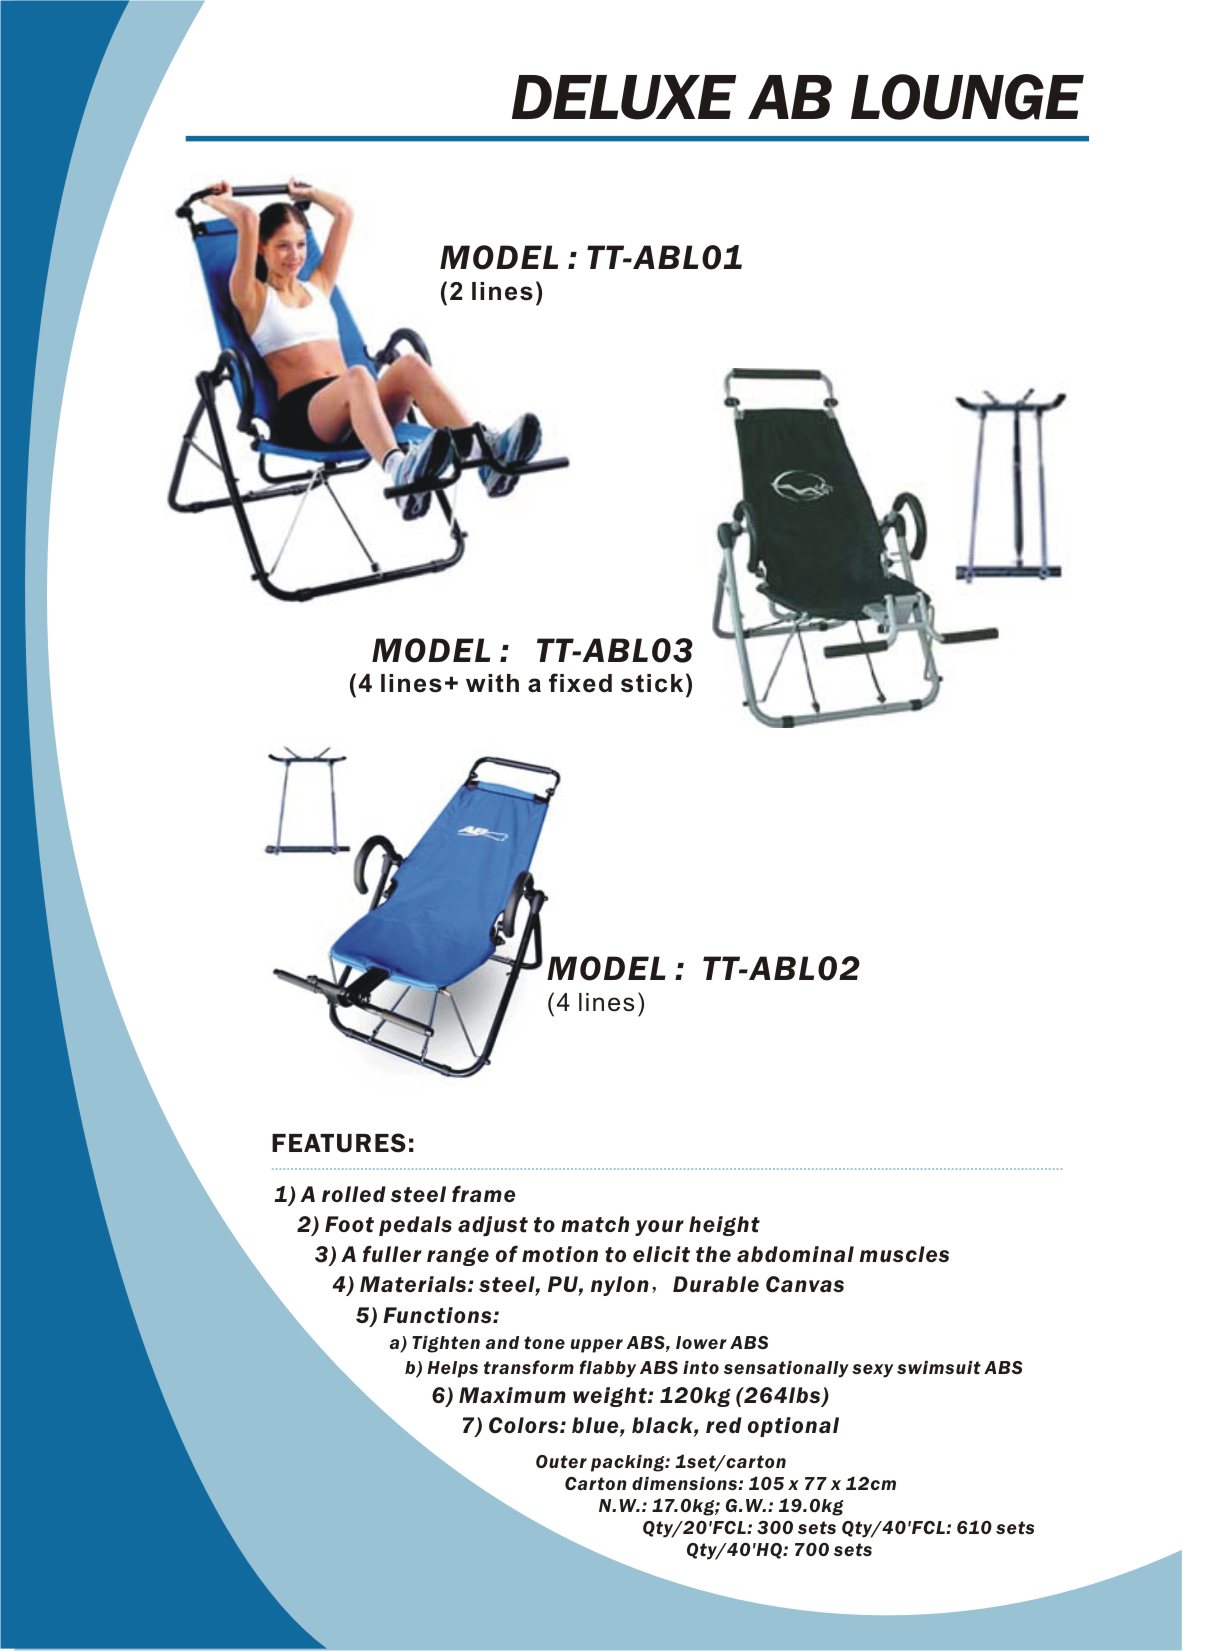 DELUXE AB LOUNGE
MODEL : TT-ABL01
(2 lines)
MODEL : TT-ABL03
(4 lines+ with a fixed stick)
AB
MODEL : TT-ABL02
(4 lines)
FEATURES:
1) A rolled steel frame
2) Foot pedals adjust to match your height
3) A fuller range of motion to elicit the abdominal muscles
4) Materials: steel, PU, nylon，Durable Canvas
5) Functions:
a) Tighten and tone upper ABS, lower ABS
b) Helps transform flabby ABS into sensationally sexy swimsuit ABS
6) Maximum weight: 120kg (264lbs)
7) Colors: blue, black, red optional
Outer packing: 1set/carton
Carton dimensions: 105 x 77 x 12cm
N.W.: 17.0kg; G.W.: 19.0kg
Qty/20'FCL: 300 sets Qty/40'FCL: 610 sets
Qty/40'HQ: 700 sets